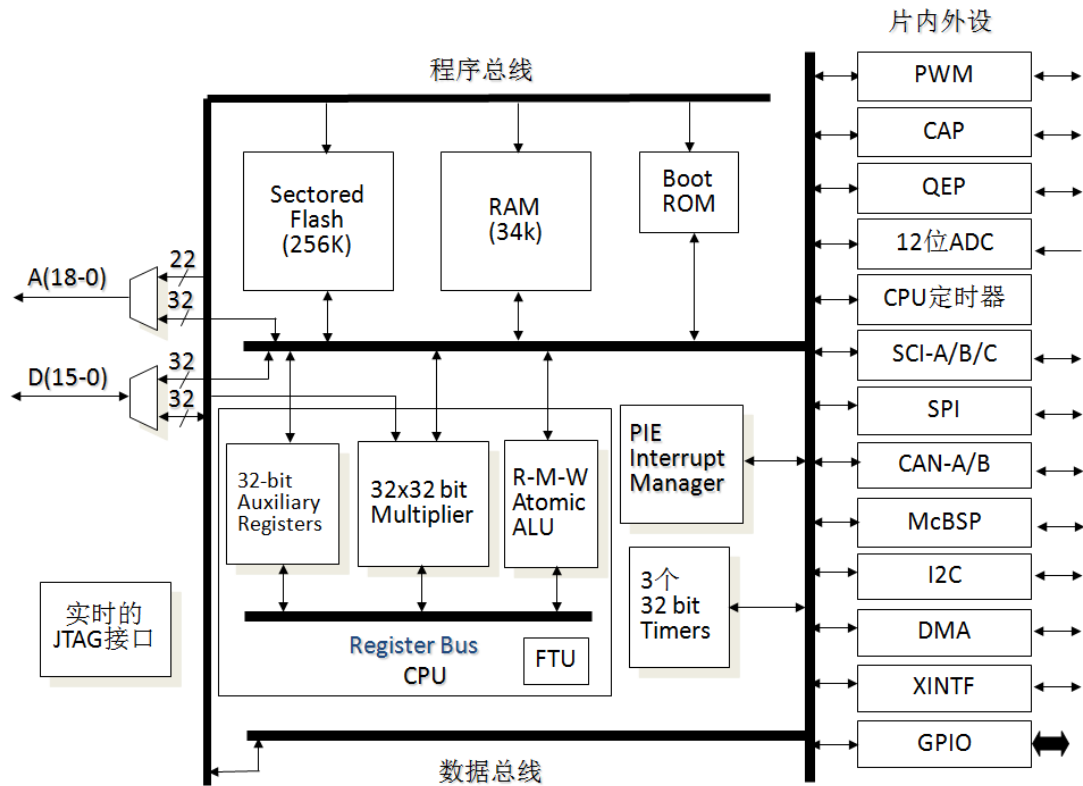 片内外设
程序总线
PWM
CAP
QEP
12位ADC
CPU定时器
SCI-A/B/C
SPI
CAN-A/B
McBSP
I2C
DMA
XINTF
GPIO
Sectored
Flash
(256K)
RAM
(34k)
Boot
ROM
A(18-0)
22
32
D(15-0)
32
32
32-bit
Auxiliary
Registers
32x32 bit
Multiplier
R-M-W
Atomic
ALU
PIE
Interrupt
Manager
3个
32 bit
Timers
实时的
JTAG接口
Register Bus
CPU
FTU
数据总线